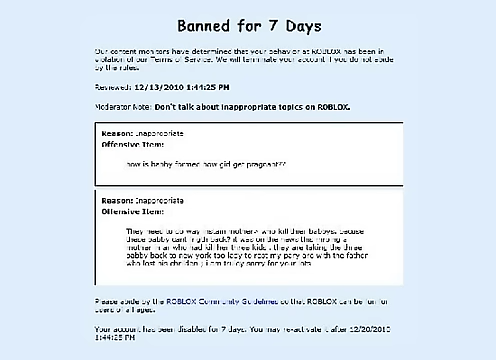 Banned for 7 Days
Our content monitors have determined that your behavior at ROBLOX has been in
violation of our Terms of Service. We will terminate your account if you do not abide
by the rules.
Reviewed: 12/13/2010 1:44:25 PM
Moderator Note: Don't talk about inappropriate topics on ROBLOX.
Reason: Inappropriate
Offensive Item:
how is babby formed how girl get pragnant??
Reason: Inappropriate
Offensive Item:
They need to do way instain mother> who kill thier babbys. becuse
these babby cant frigth back? it was on the news this mroing a
mother in ar who had kill her three kids . they are taking the three
babby back to new york too lady to rest my pary are with the father
who lost his chrilden ; i am truley sorry for your lots
Please abide by the ROBLOX Community Guidelines so that ROBLOX can be fun for
users of all ages.
Your account has been disabled for 7 days. You may re-activate it after 12/20/2010
1:44:25 PM